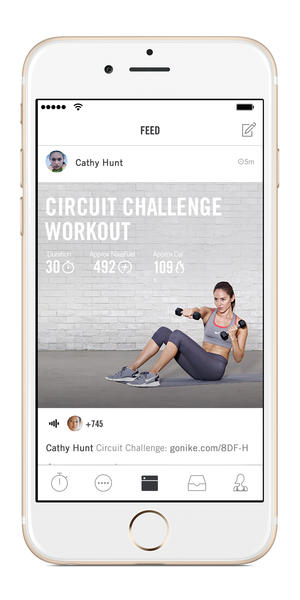 FEED
Cathy Hunt
5m
CIRCUIT CHALLENGE
WORKOUT
Duration Approx NikeFuel Approx Cal
30 492 109
+745
Cathy Hunt Circuit Challenge: gonike.com/8DF-H